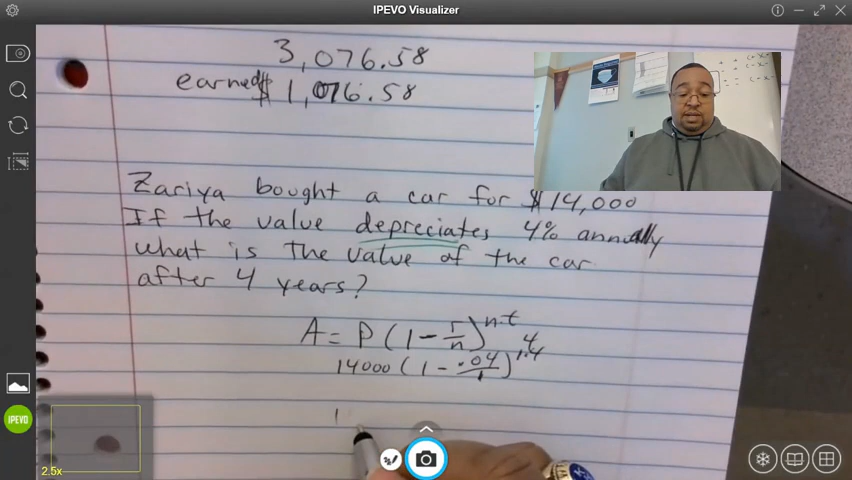 IPEVO Visualizer
3,076.58
earned $ 1,076.58
Zariya bought a car for $14,000
If the value depreciates 4% annually
what is the value of the car
after 4 years?
A = P(1 - r/n)^n·t
4
14000(1 - .04/1)^1·4
1
IPEVO
2.5x